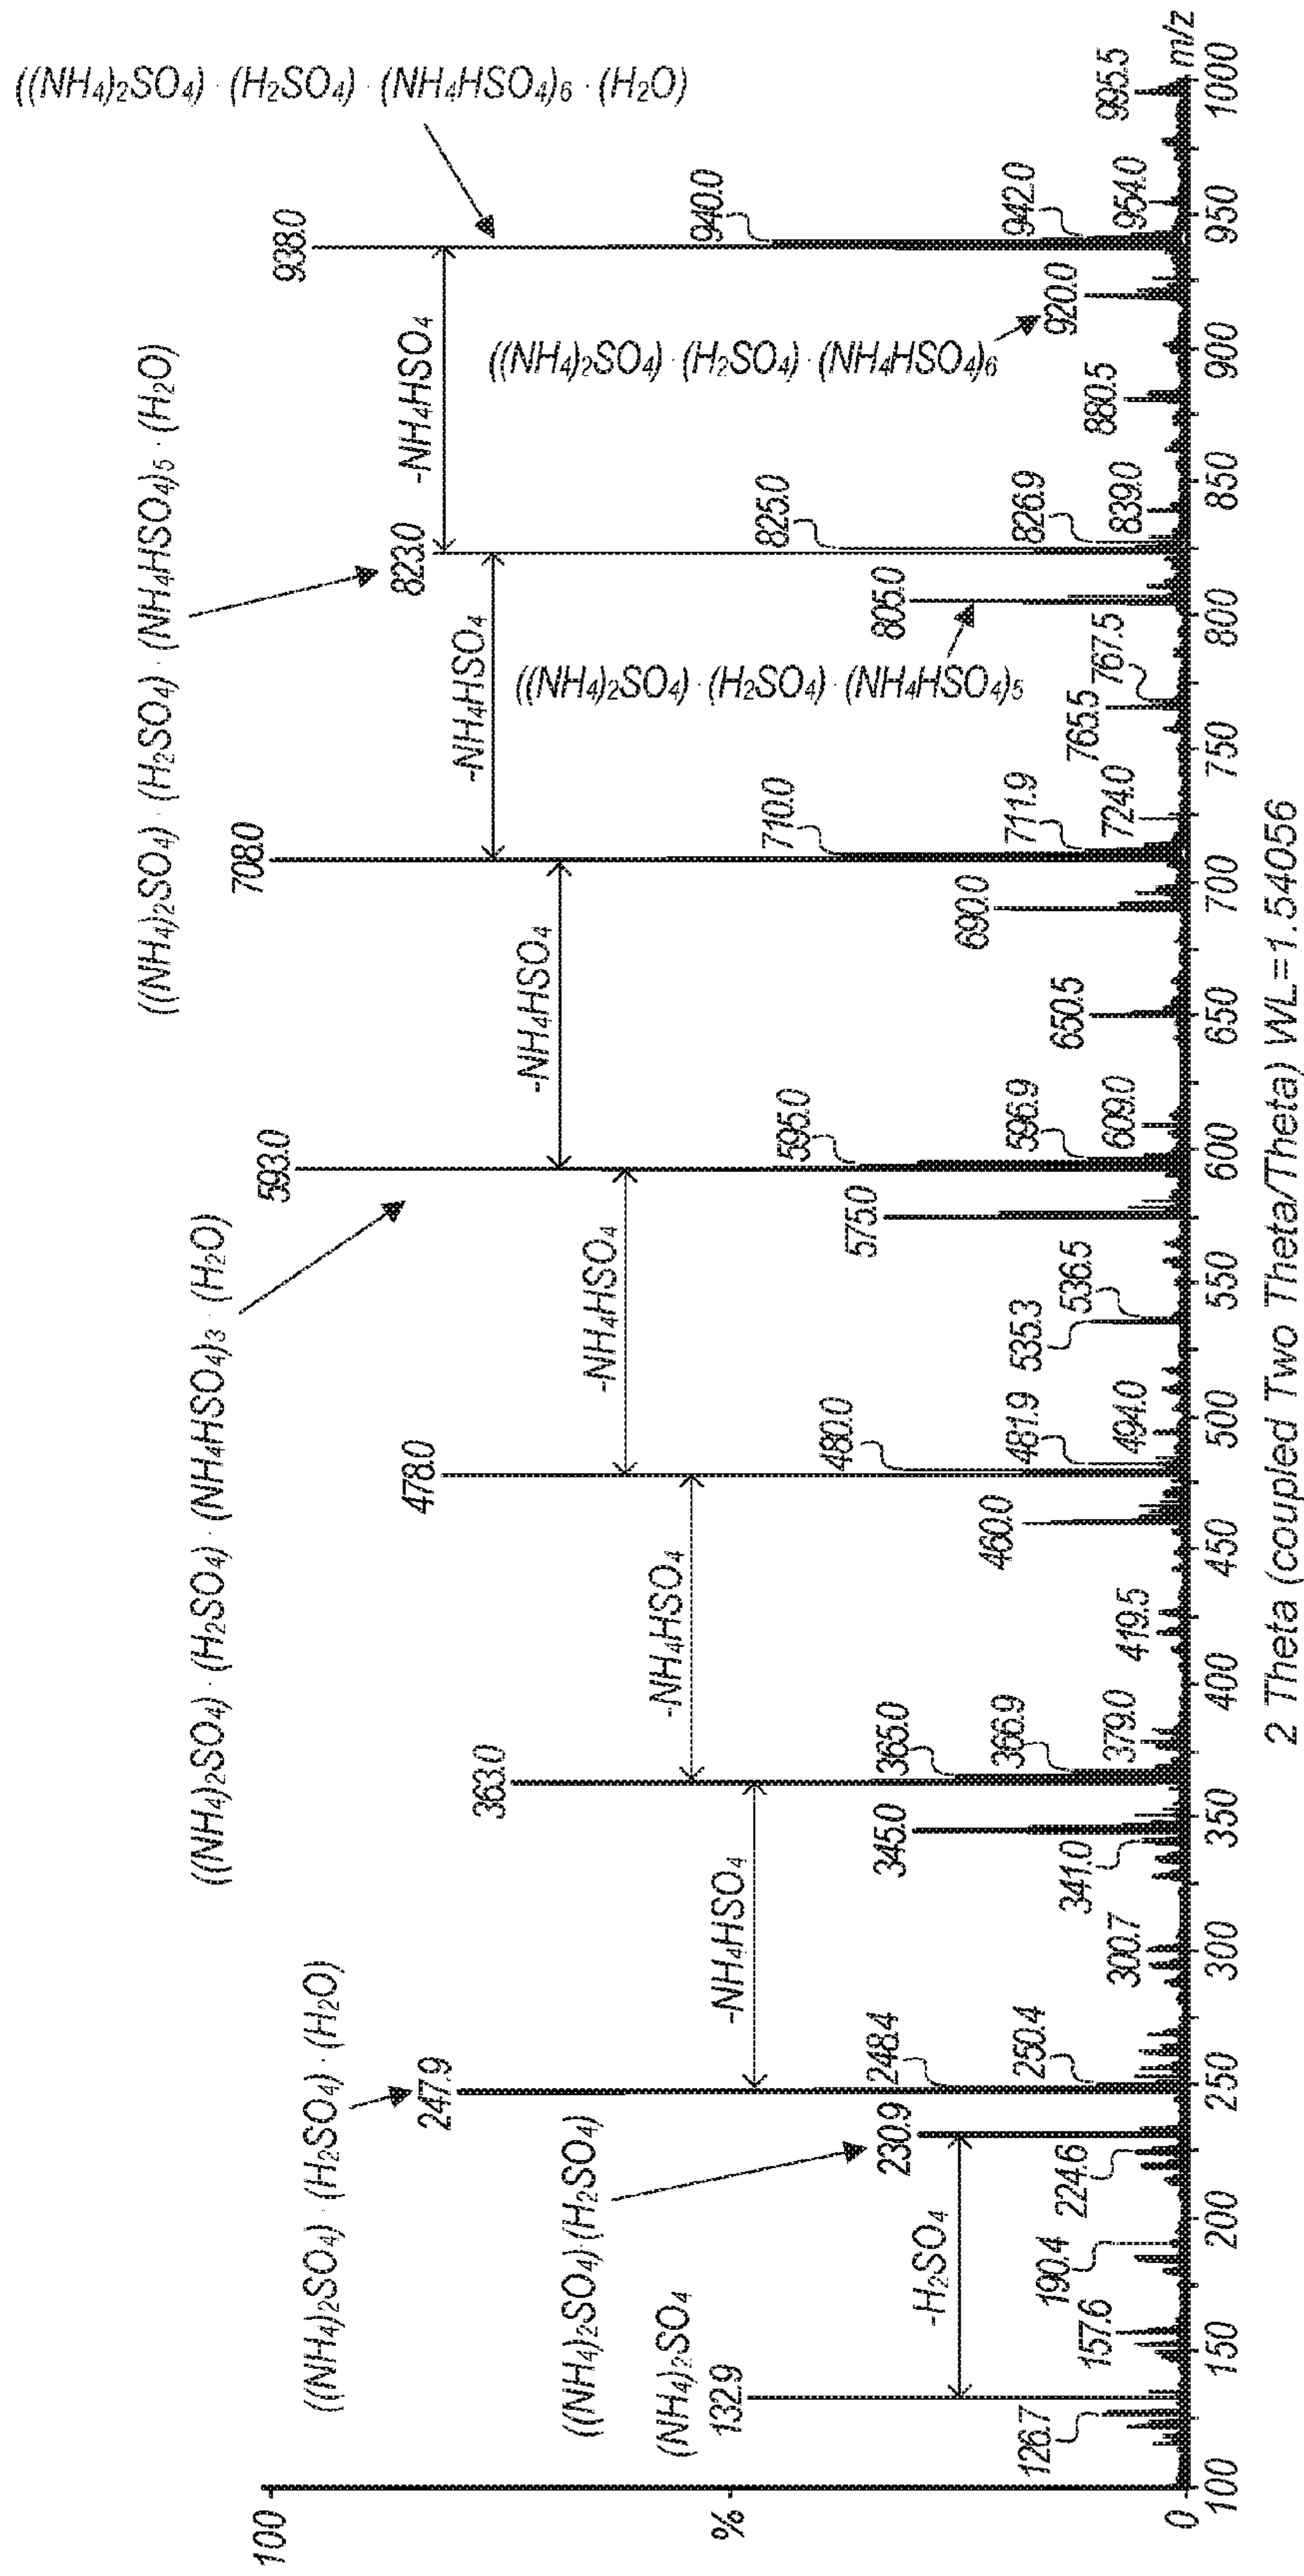 ((NH₄)₂SO₄) · (H₂SO₄) · (NH₄HSO₄)₆ · (H₂O)
((NH₄)₂SO₄) · (H₂SO₄) · (NH₄HSO₄)₅ · (H₂O)
((NH₄)₂SO₄) · (H₂SO₄) · (NH₄HSO₄)₃ · (H₂O)
((NH₄)₂SO₄) · (H₂SO₄) · (H₂O)
((NH₄)₂SO₄)·(H₂SO₄)
(NH₄)₂SO₄
((NH₄)₂SO₄) · (H₂SO₄) · (NH₄HSO₄)₅
((NH₄)₂SO₄) · (H₂SO₄) · (NH₄HSO₄)₆
-H₂SO₄
-NH₄HSO₄
-NH₄HSO₄
-NH₄HSO₄
-NH₄HSO₄
-NH₄HSO₄
-NH₄HSO₄
100
%
0
126.7
132.9
157.6
190.4
224.6
230.9
247.9
248.4
250.4
300.7
341.0
345.0
363.0
365.0
366.9
379.0
419.5
460.0
478.0
480.0
481.9
494.0
535.3
536.5
575.0
593.0
595.0
596.9
609.0
650.5
690.0
708.0
710.0
711.9
724.0
765.5
767.5
805.0
823.0
825.0
826.9
839.0
880.5
920.0
938.0
940.0
942.0
954.0
995.5
100 150 200 250 300 350 400 450 500 550 600 650 700 750 800 850 900 950 1000
m/z
2 Theta (coupled Two Theta/Theta) WL=1.54056